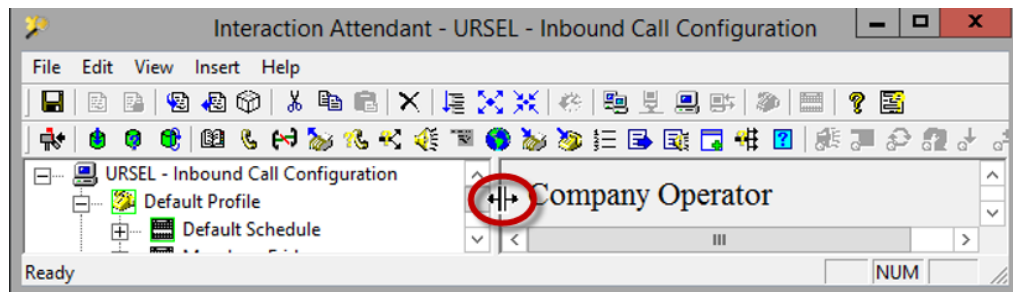 Interaction Attendant - URSEL - Inbound Call Configuration
File Edit View Insert Help
URSEL - Inbound Call Configuration
Default Profile
Default Schedule
Company Operator
Ready
NUM